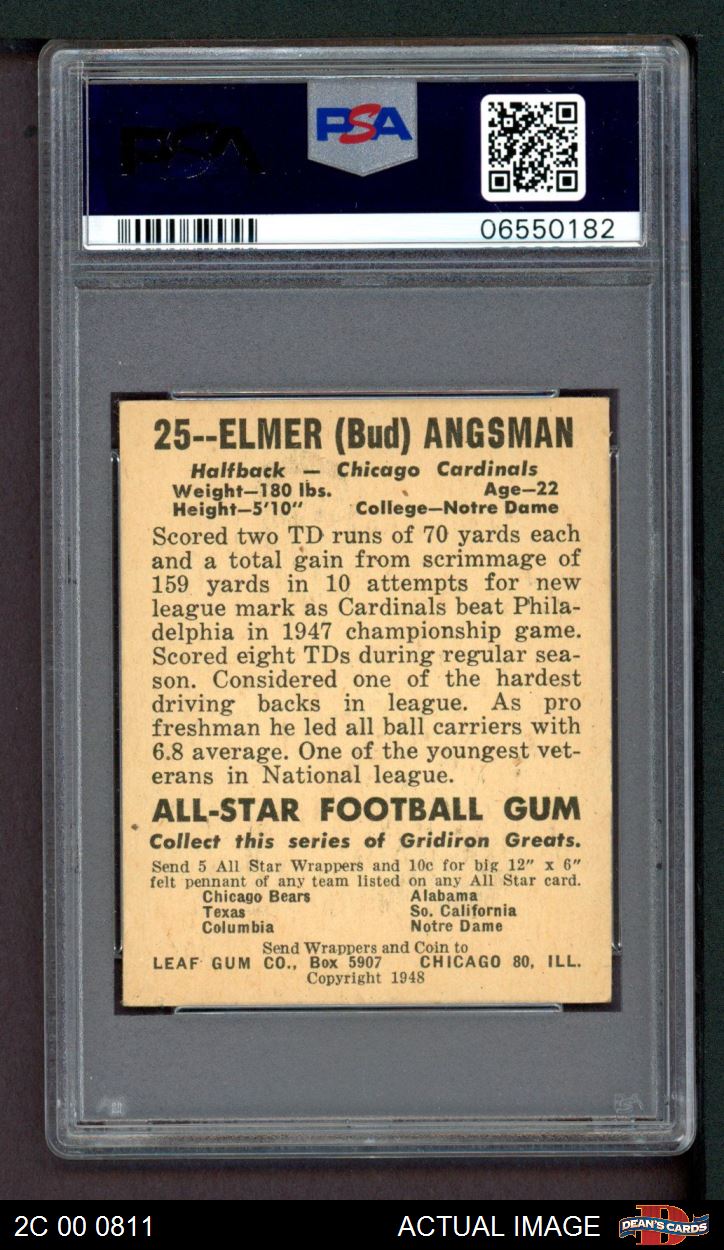 PSA
PSA
06550182
25--ELMER (Bud) ANGSMAN
Halfback — Chicago Cardinals
Weight—180 lbs. Age—22
Height—5'10" College—Notre Dame
Scored two TD runs of 70 yards each
and a total gain from scrimmage of
159 yards in 10 attempts for new
league mark as Cardinals beat Phila-
delphia in 1947 championship game.
Scored eight TDs during regular sea-
son. Considered one of the hardest
driving backs in league. As pro
freshman he led all ball carriers with
6.8 average. One of the youngest vet-
erans in National league.
ALL-STAR FOOTBALL GUM
Collect this series of Gridiron Greats.
Send 5 All Star Wrappers and 10c for big 12" x 6"
felt pennant of any team listed on any All Star card.
Chicago Bears Alabama
Texas So. California
Columbia Notre Dame
Send Wrappers and Coin to
LEAF GUM CO., Box 5907 CHICAGO 80, ILL.
Copyright 1948
2C 00 0811 ACTUAL IMAGE DEAN'S CARDS